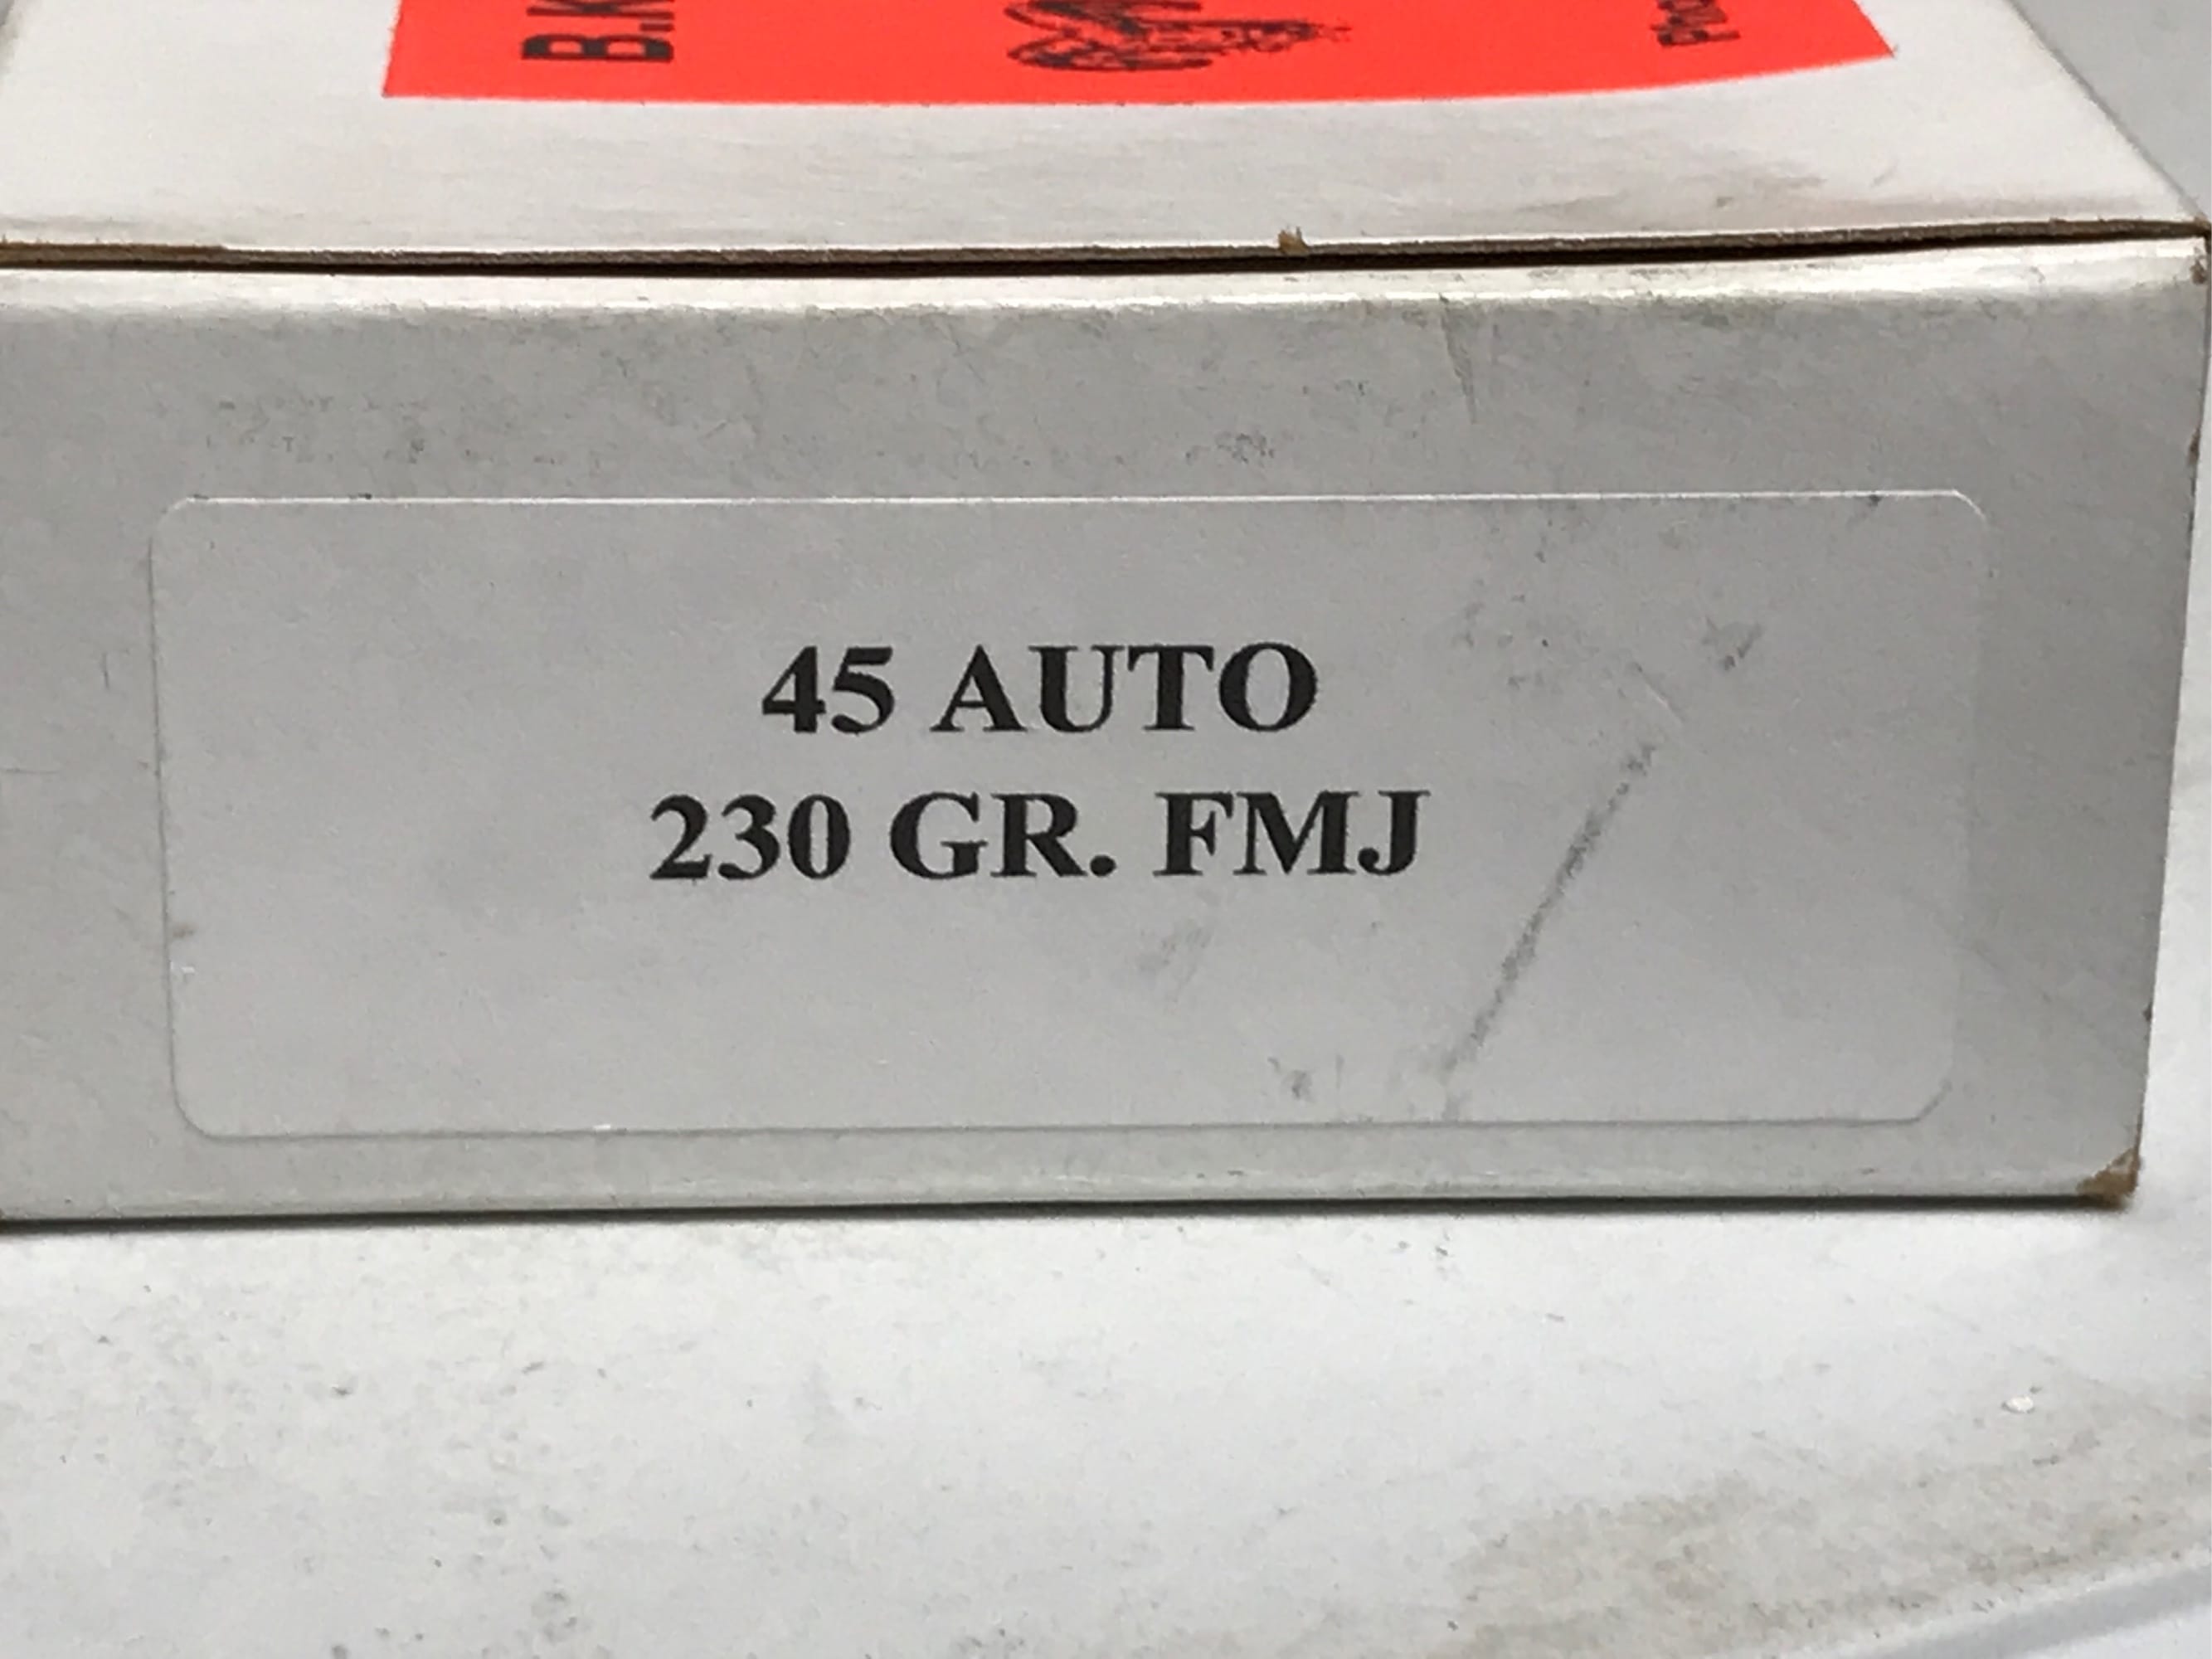 B.K
45 AUTO
230 GR. FMJ